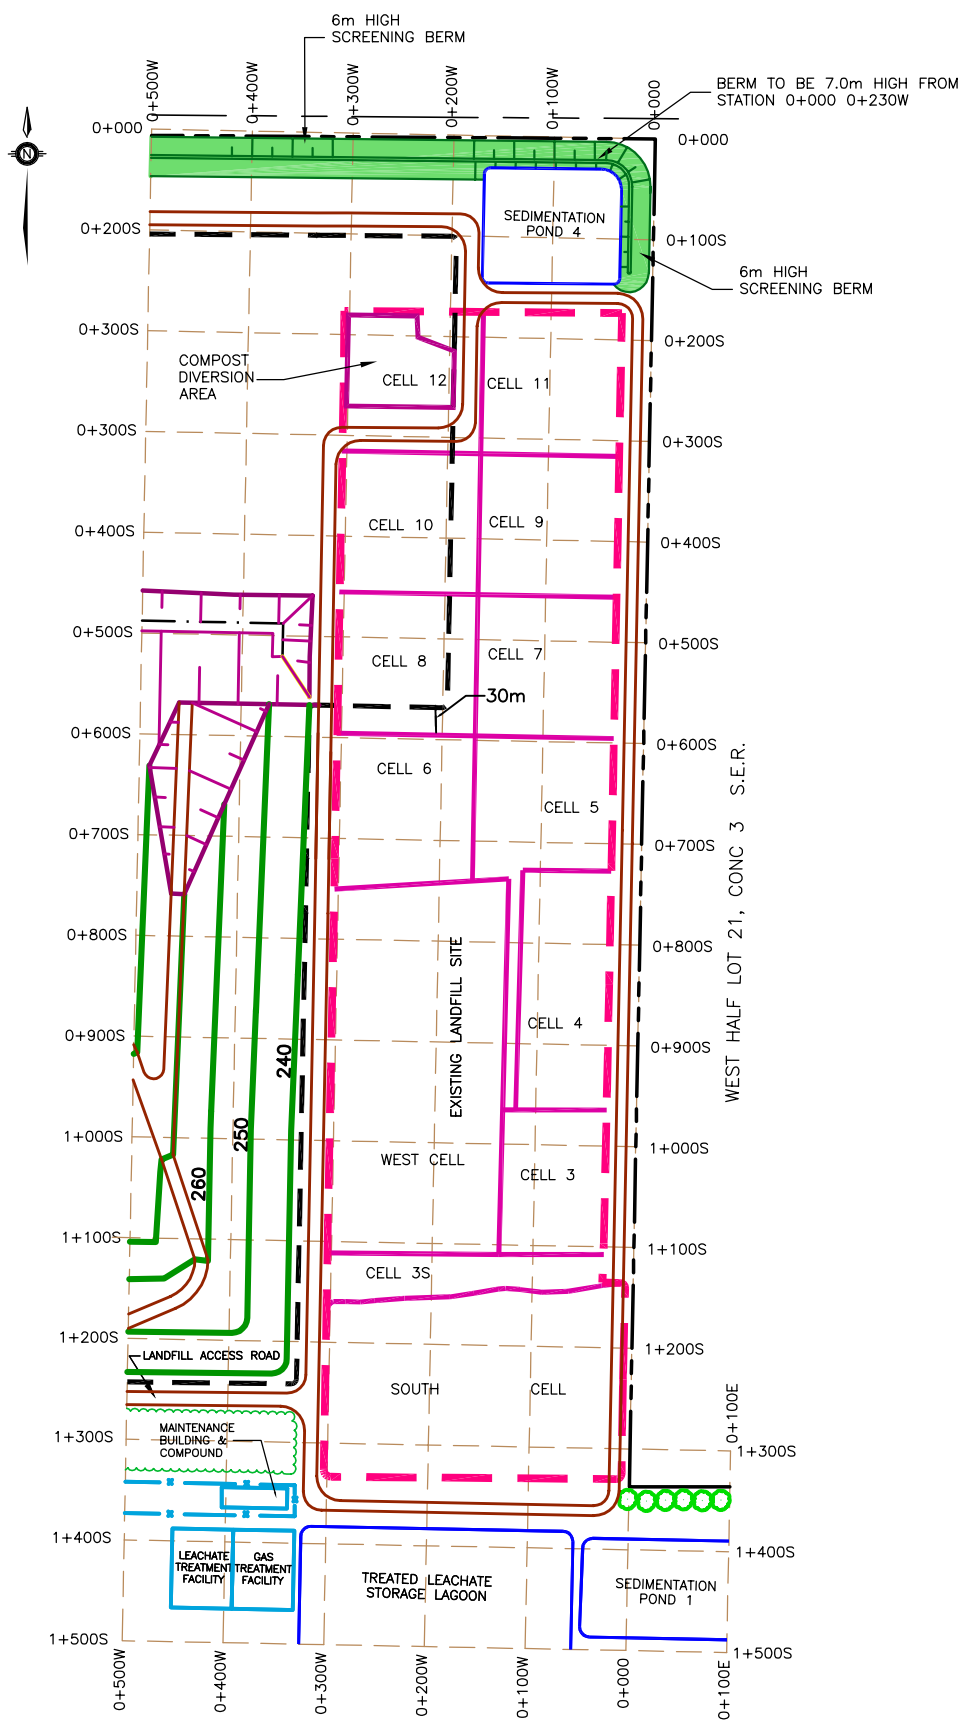 6m HIGH
SCREENING BERM
0+500W
0+400W
0+300W
0+200W
0+100W
0+000
BERM TO BE 7.0m HIGH FROM
STATION 0+000 0+230W
0+000
0+000
N
SEDIMENTATION
POND 4
0+200S
0+100S
6m HIGH
SCREENING BERM
0+300S
0+200S
COMPOST
DIVERSION
AREA
CELL 12
CELL 11
0+300S
0+300S
CELL 10
CELL 9
0+400S
0+400S
0+500S
0+500S
CELL 8
CELL 7
30m
0+600S
0+600S
CELL 6
CELL 5
WEST HALF LOT 21, CONC 3 S.E.R.
0+700S
0+700S
0+800S
0+800S
EXISTING LANDFILL SITE
0+900S
0+900S
CELL 4
240
250
260
1+000S
1+000S
WEST CELL
CELL 3
1+100S
1+100S
CELL 3S
1+200S
1+200S
LANDFILL ACCESS ROAD
SOUTH CELL
0+100E
MAINTENANCE
BUILDING &
COMPOUND
1+300S
1+300S
1+400S
1+400S
LEACHATE
TREATMENT
FACILITY
GAS
TREATMENT
FACILITY
TREATED LEACHATE
STORAGE LAGOON
SEDIMENTATION
POND 1
1+500S
1+500S
0+500W
0+400W
0+300W
0+200W
0+100W
0+000
0+100E